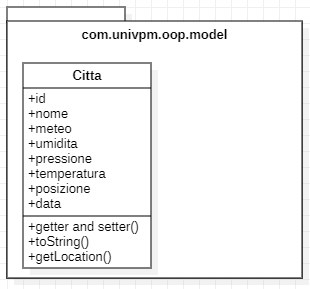 com.univpm.oop.model
Citta
+id
+nome
+meteo
+umidita
+pressione
+temperatura
+posizione
+data
+getter and setter()
+toString()
+getLocation()